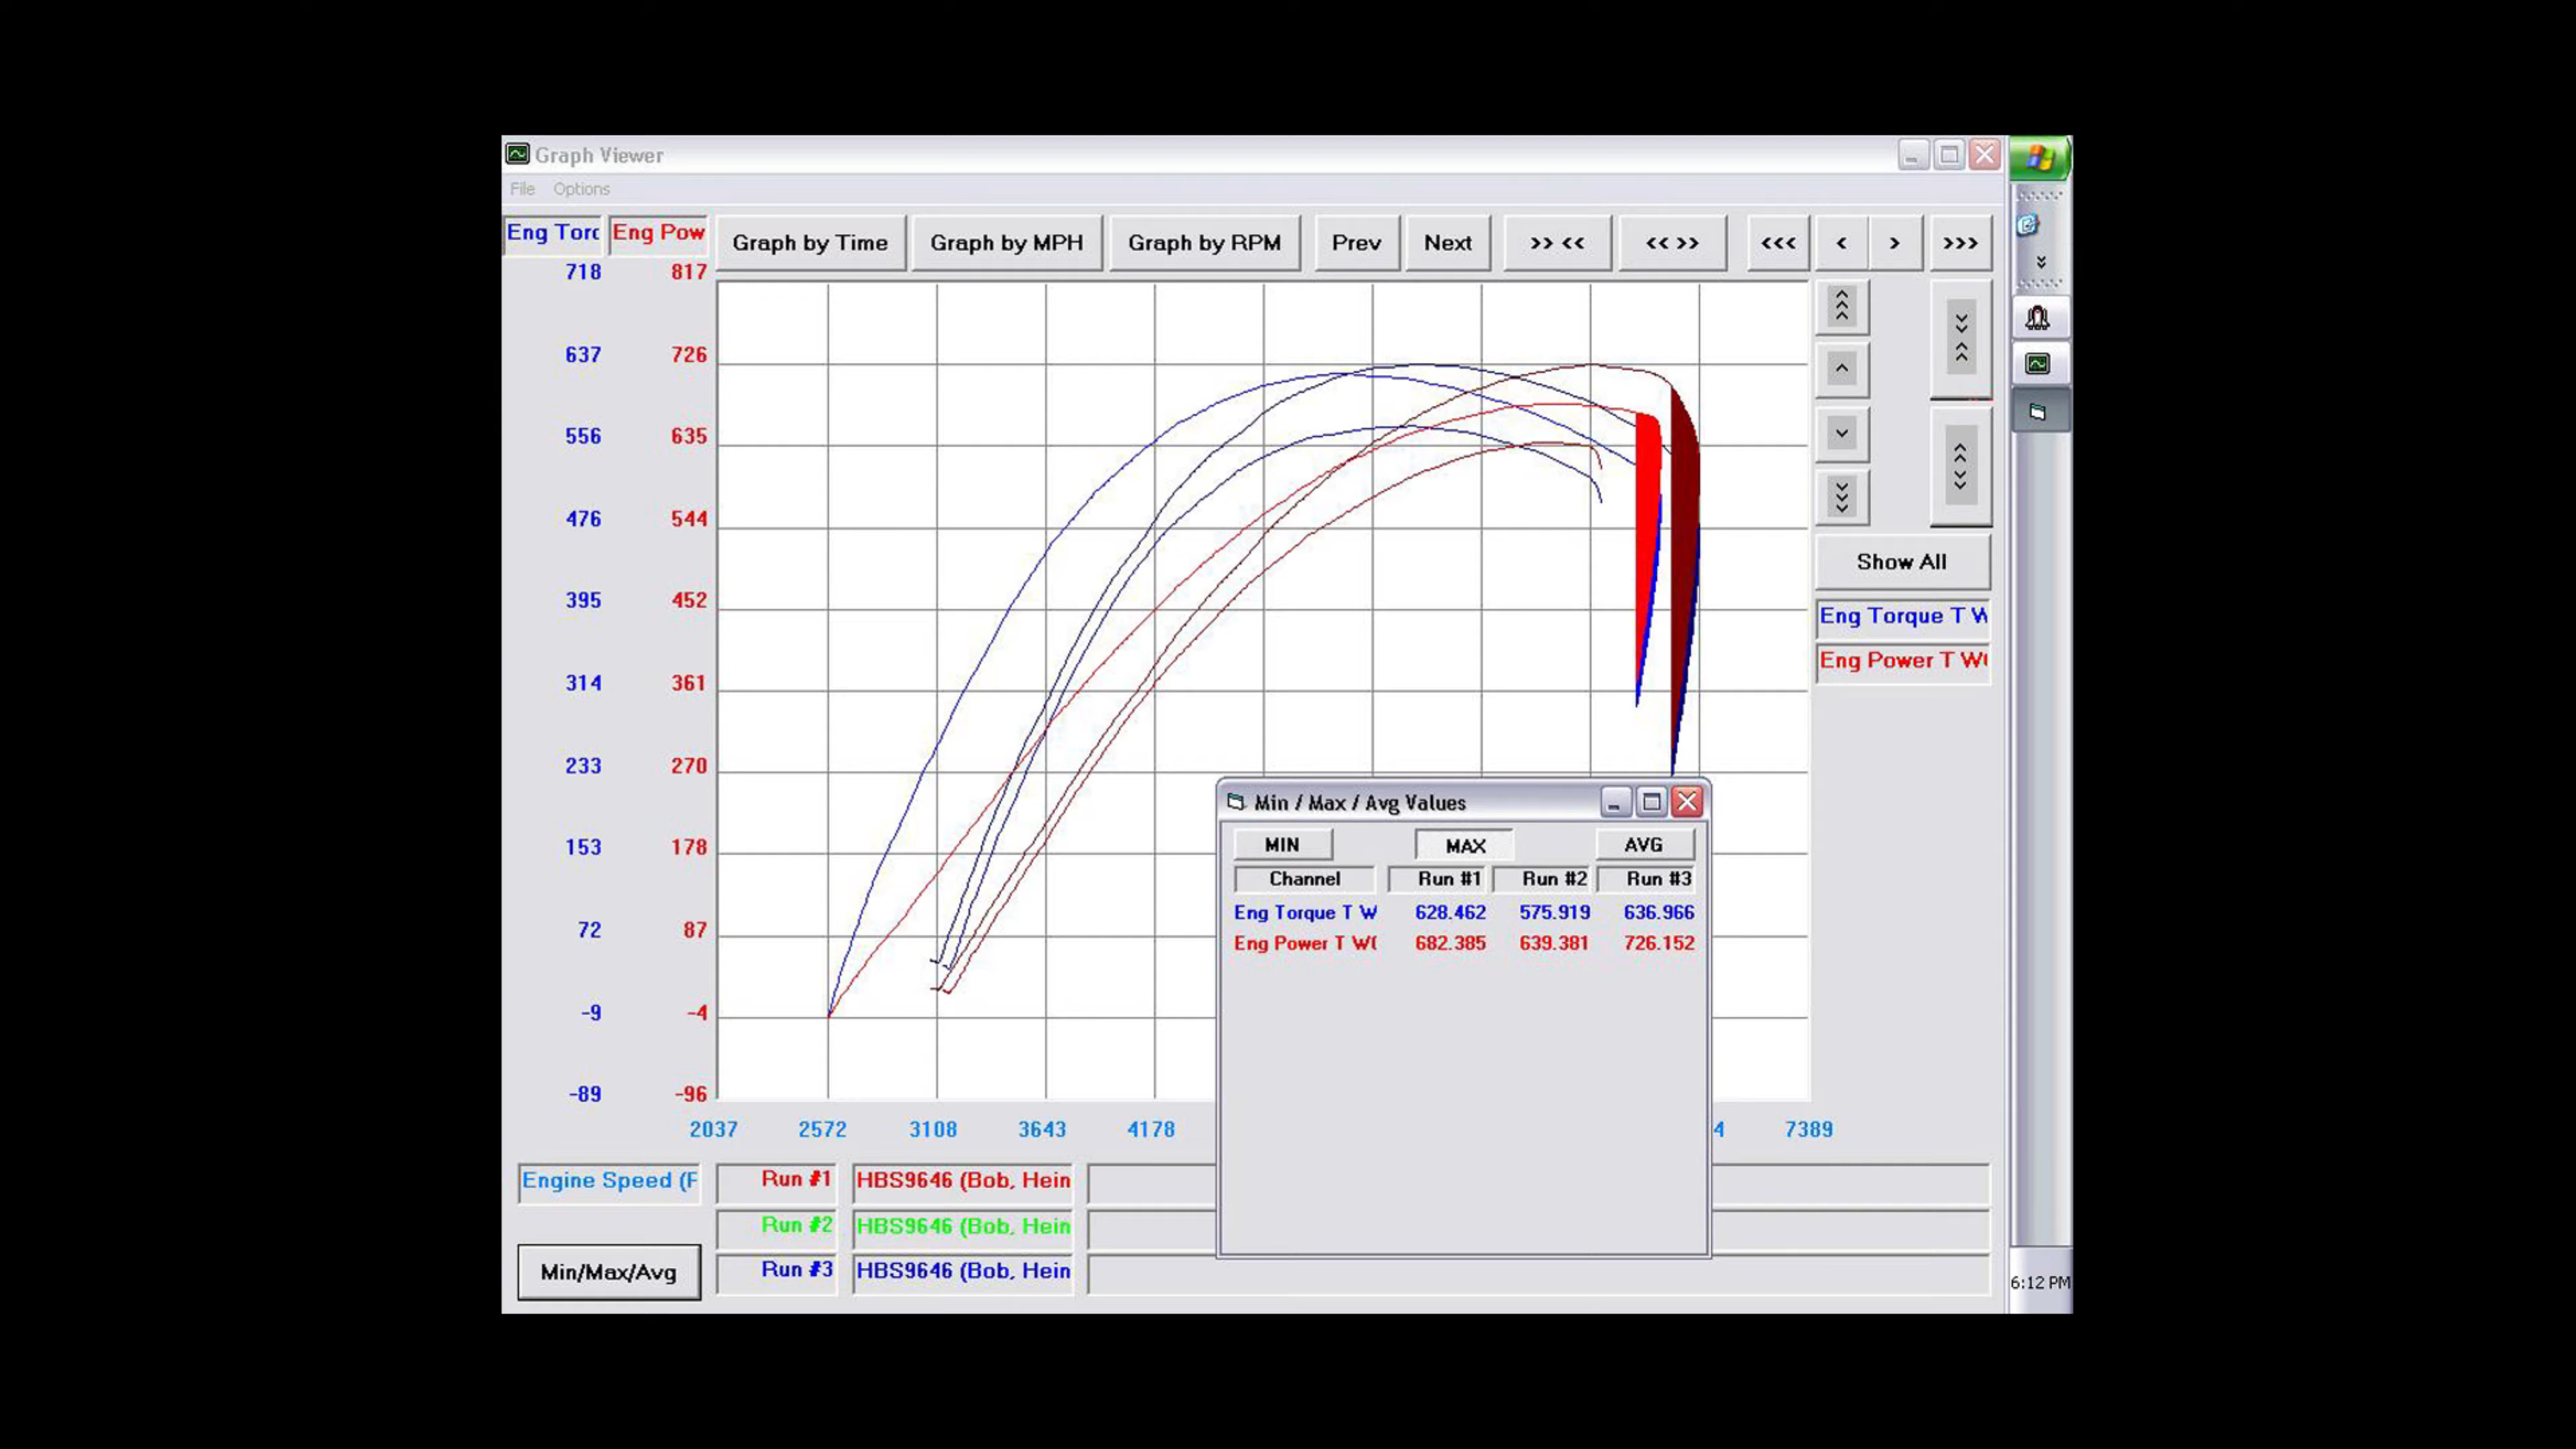 Graph Viewer
File Options
Eng Torc Eng Pow Graph by Time Graph by MPH Graph by RPM Prev Next >> << << >> <<< < > >>>
718 817
637 726
556 635
476 544
395 452
314 361
233 270
153 178
72 87
-9 -4
-89 -96
Show All
Eng Torque T W
Eng Power T W
Min / Max / Avg Values
MIN MAX AVG
Channel Run #1 Run #2 Run #3
Eng Torque T W 628.462 575.919 636.966
Eng Power T W 682.385 639.381 726.152
2037 2572 3108 3643 4178 4 7389
Engine Speed (F Run #1 HBS9646 (Bob, Hein
Run #2 HBS9646 (Bob, Hein
Min/Max/Avg Run #3 HBS9646 (Bob, Hein
6:12 PM